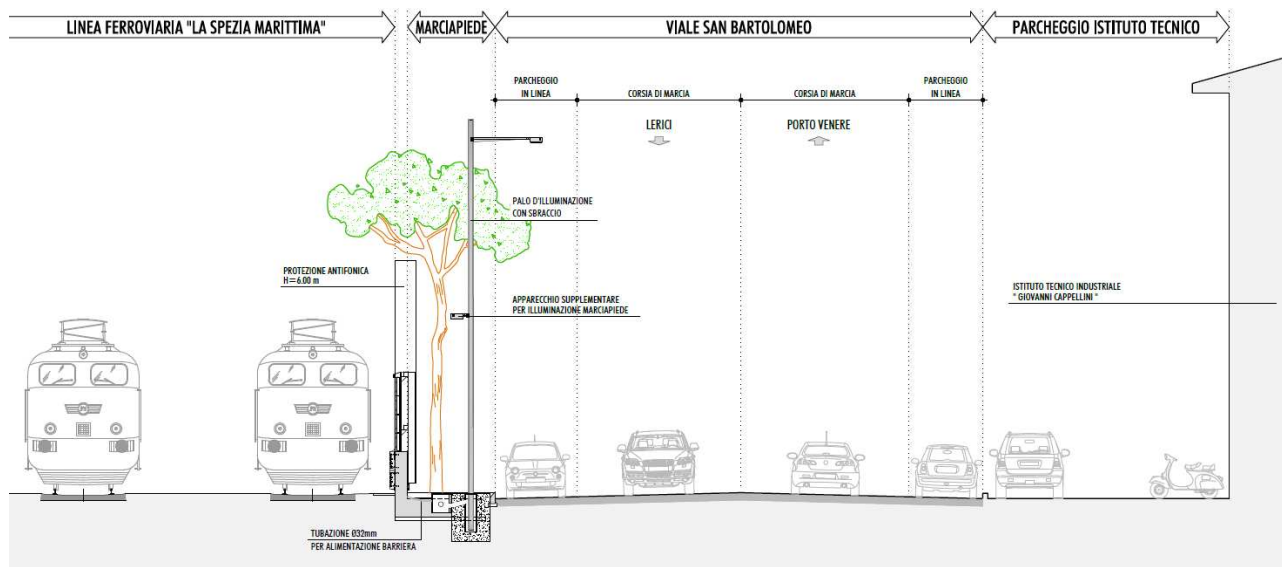 LINEA FERROVIARIA "LA SPEZIA MARITTIMA"
MARCIAPIEDE
VIALE SAN BARTOLOMEO
PARCHEGGIO ISTITUTO TECNICO
PARCHEGGIO
IN LINEA
CORSIA DI MARCIA
CORSIA DI MARCIA
PARCHEGGIO
IN LINEA
LERICI
PORTO VENERE
PALO D'ILLUMINAZIONE
CON SBRACCIO
PROTEZIONE ANTIFONICA
H=6.00 m
APPARECCHIO SUPPLEMENTARE
PER ILLUMINAZIONE MARCIAPIEDE
ISTITUTO TECNICO INDUSTRIALE
" GIOVANNI CAPPELLINI "
TUBAZIONE Ø32mm
PER ALIMENTAZIONE BARRIERA